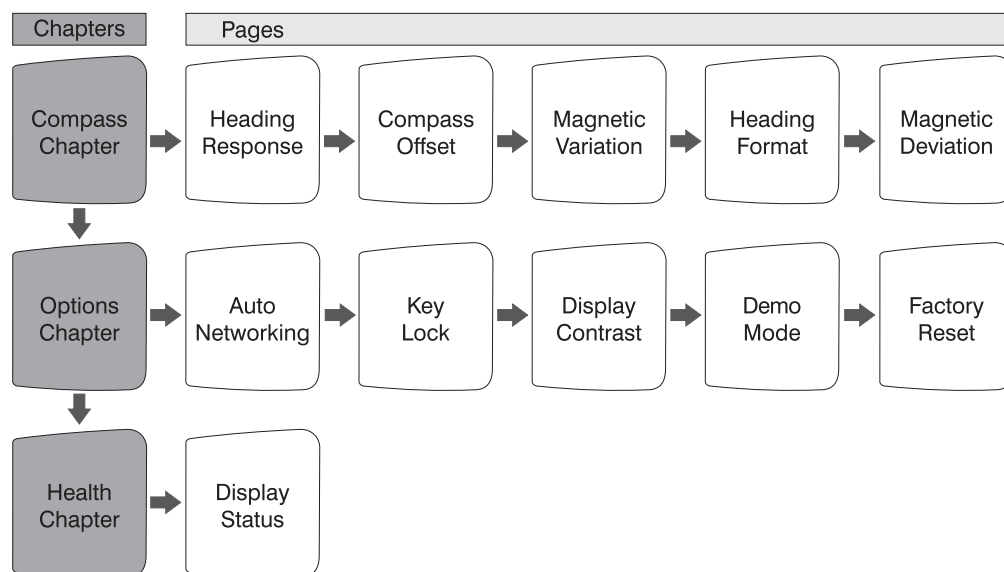 Chapters
Pages
Compass
Chapter
Heading
Response
Compass
Offset
Magnetic
Variation
Heading
Format
Magnetic
Deviation
Options
Chapter
Auto
Networking
Key
Lock
Display
Contrast
Demo
Mode
Factory
Reset
Health
Chapter
Display
Status